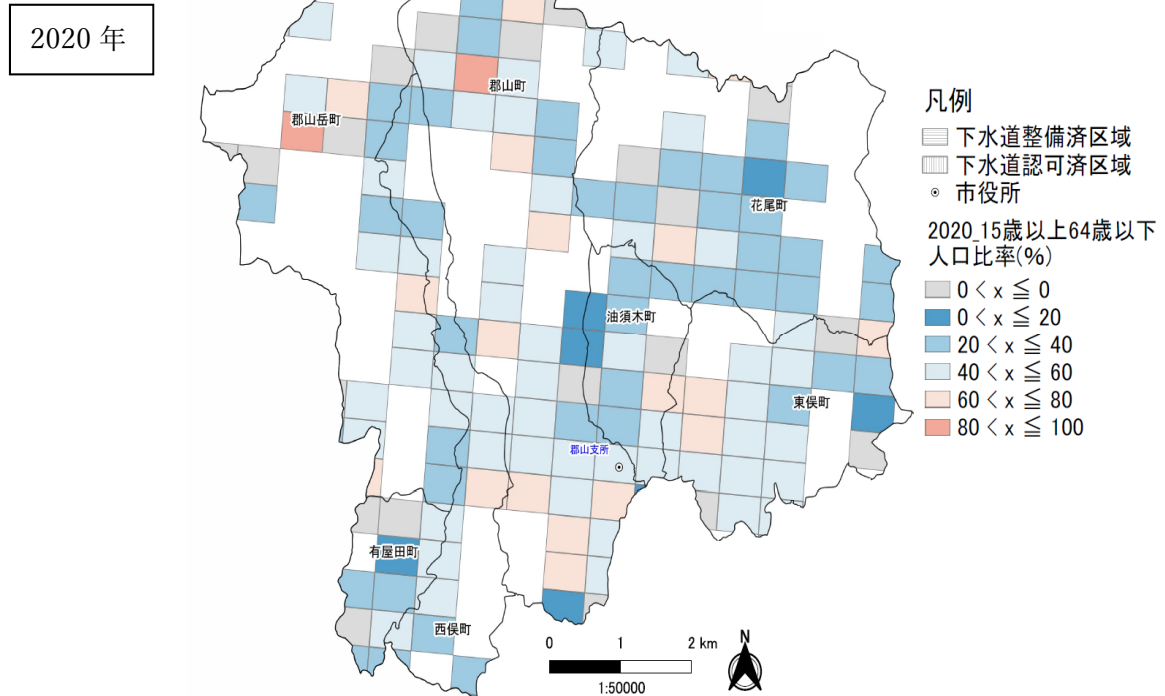 2020 年
郡山町
郡山岳町
花尾町
油須木町
東俣町
郡山支所
有屋田町
西俣町
凡例
下水道整備済区域
下水道認可済区域
市役所
2020_15歳以上64歳以下
人口比率(%)
0 < x ≦ 0
0 < x ≦ 20
20 < x ≦ 40
40 < x ≦ 60
60 < x ≦ 80
80 < x ≦ 100
0 1 2 km
1:50000
N